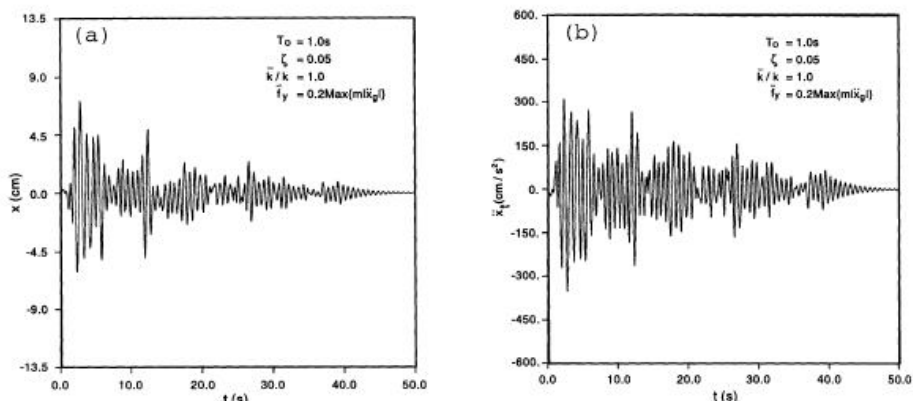 (a)
T₀ = 1.0s
ζ = 0.05
k̄ / k = 1.0
f̄y = 0.2Max{m|ẍg|}
13.5
9.0
4.5
0.0
-4.5
-9.0
-13.5
x (cm)
0.0 10.0 20.0 30.0 40.0 50.0
t (s)
(b)
T₀ = 1.0s
ζ = 0.05
k̄ / k = 1.0
f̄y = 0.2Max{m|ẍg|}
600.
450.
300.
150.
0.
-150.
-300.
-450.
-600.
ẍt(cm / s²)
0.0 10.0 20.0 30.0 40.0 50.0
t (s)